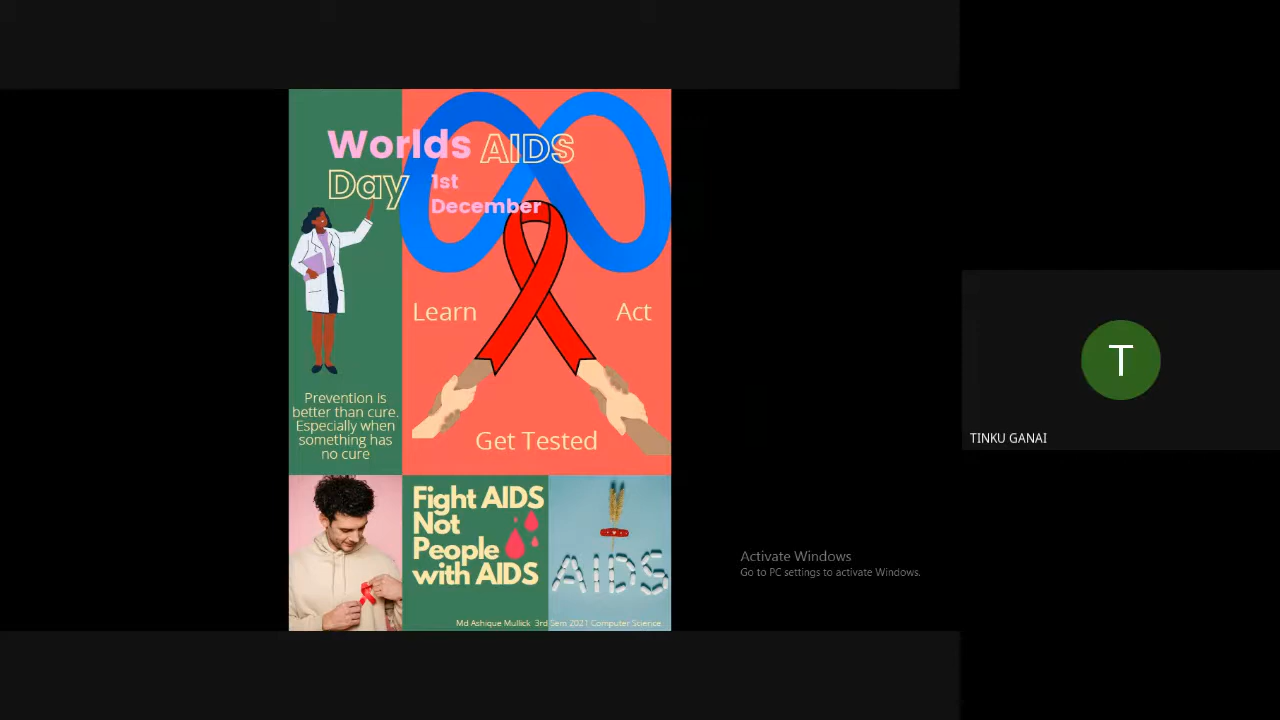 Worlds AIDS
Day 1st
December
Learn Act
Prevention is
better than cure.
Especially when
something has
no cure
Get Tested
Fight AIDS
Not
People
with AIDS
AIDS
Md Ashique Mullick 3rd Sem 2021 Computer Science
Activate Windows
Go to PC settings to activate Windows.
T
TINKU GANAI